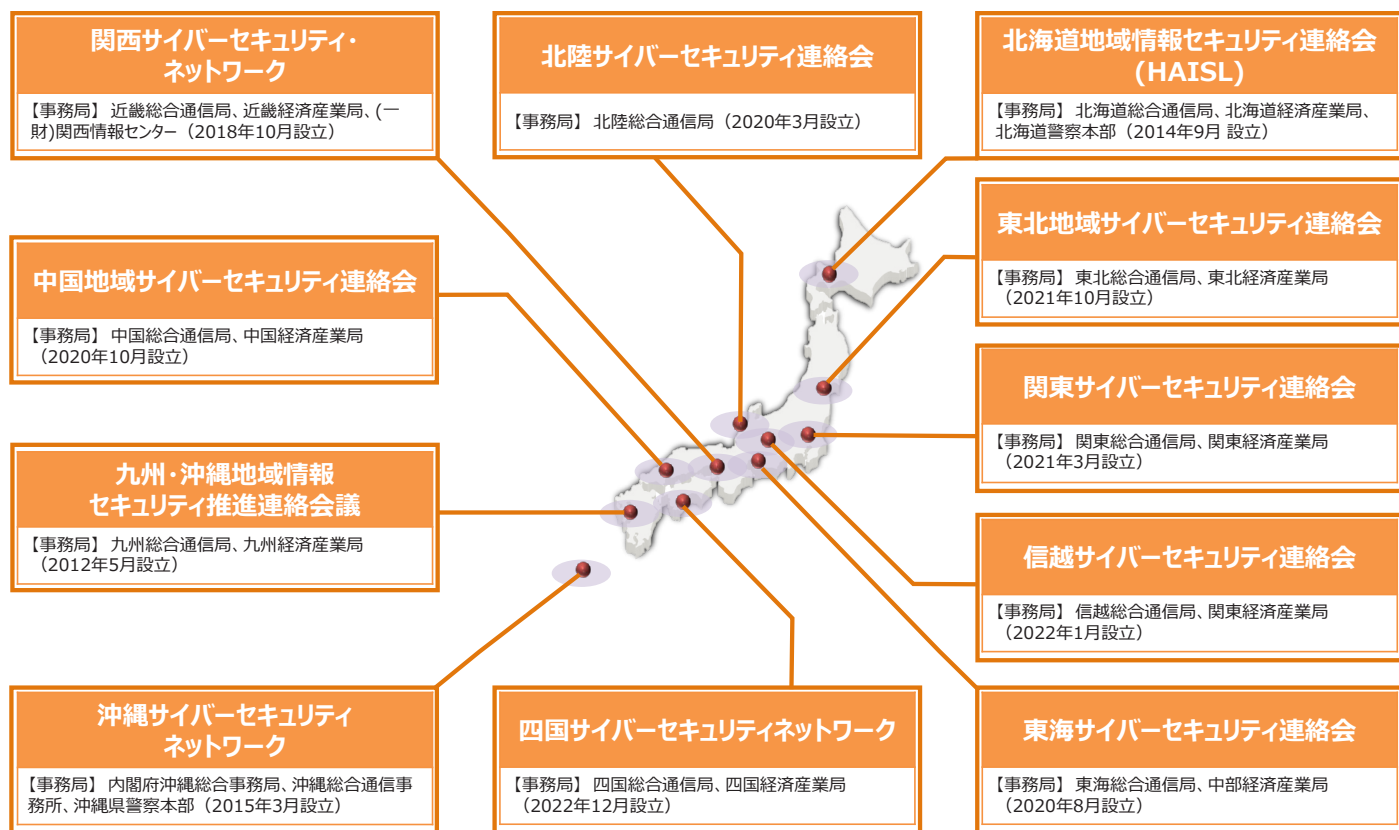 関西サイバーセキュリティ・
ネットワーク
【事務局】 近畿総合通信局、近畿経済産業局、(一
財)関西情報センター（2018年10月設立）
北陸サイバーセキュリティ連絡会
【事務局】 北陸総合通信局（2020年3月設立）
北海道地域情報セキュリティ連絡会
(HAISL)
【事務局】 北海道総合通信局、北海道経済産業局、
北海道警察本部（2014年9月 設立）
東北地域サイバーセキュリティ連絡会
【事務局】 東北総合通信局、東北経済産業局
（2021年10月設立）
中国地域サイバーセキュリティ連絡会
【事務局】 中国総合通信局、中国経済産業局
（2020年10月設立）
関東サイバーセキュリティ連絡会
【事務局】 関東総合通信局、関東経済産業局
（2021年3月設立）
九州・沖縄地域情報
セキュリティ推進連絡会議
【事務局】 九州総合通信局、九州経済産業局
（2012年5月設立）
信越サイバーセキュリティ連絡会
【事務局】 信越総合通信局、関東経済産業局
（2022年1月設立）
沖縄サイバーセキュリティ
ネットワーク
【事務局】 内閣府沖縄総合事務局、沖縄総合通信事
務所、沖縄県警察本部（2015年3月設立）
四国サイバーセキュリティネットワーク
【事務局】 四国総合通信局、四国経済産業局
（2022年12月設立）
東海サイバーセキュリティ連絡会
【事務局】 東海総合通信局、中部経済産業局
（2020年8月設立）